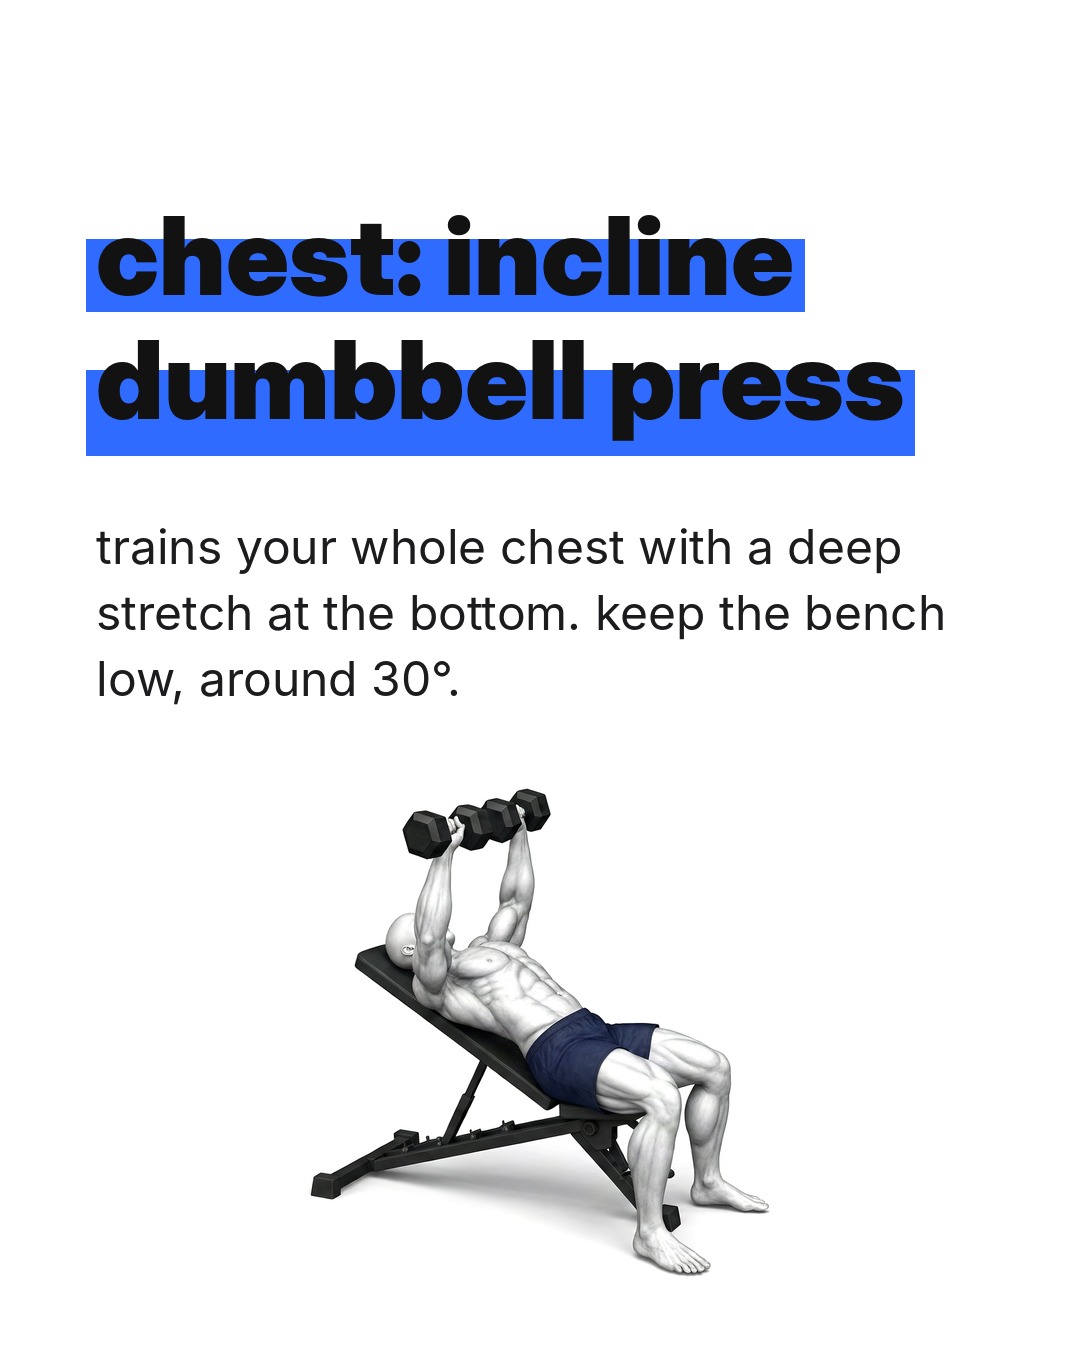 chest: incline
dumbbell press
trains your whole chest with a deep
stretch at the bottom. keep the bench
low, around 30°.